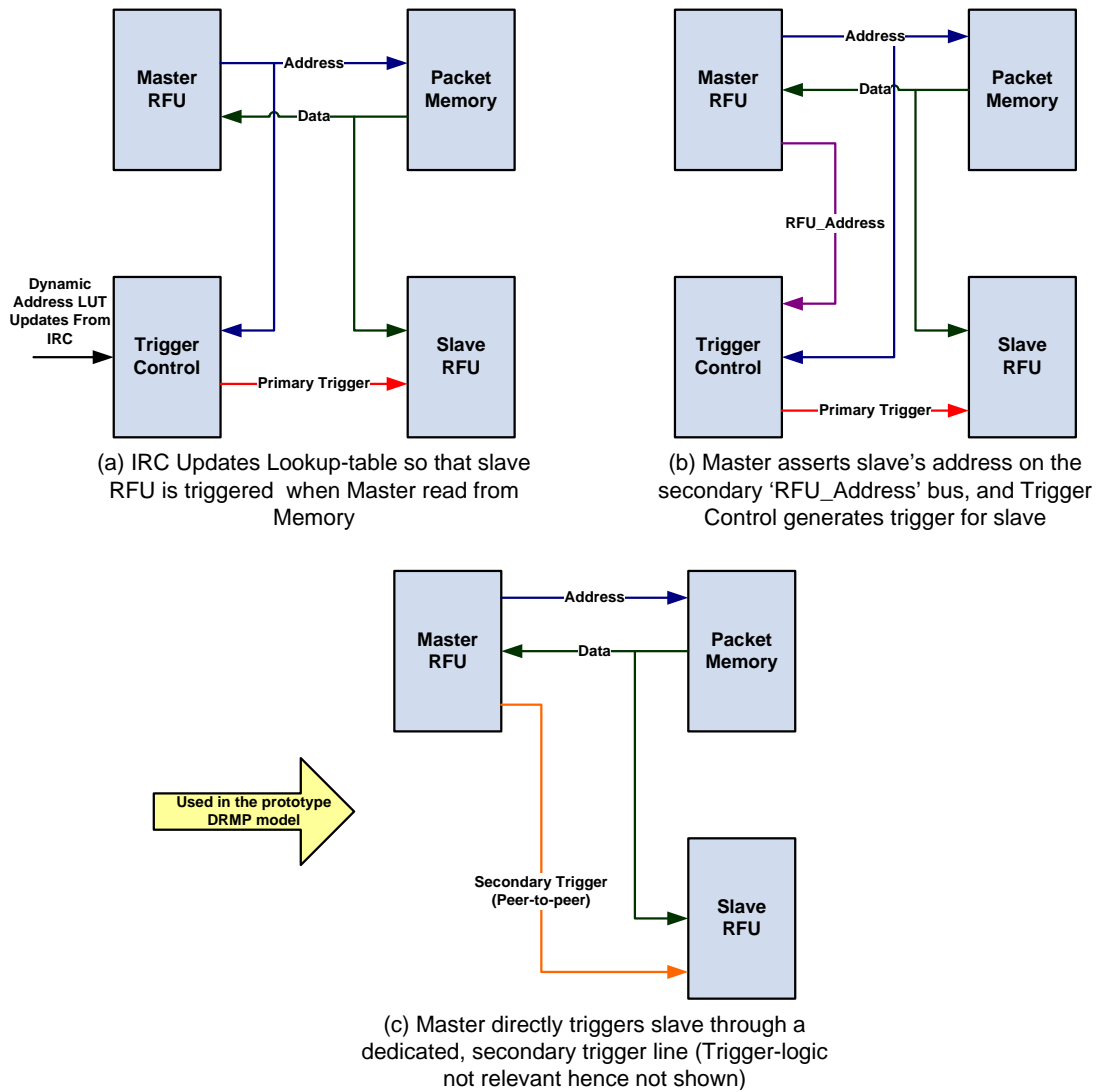 Master
RFU
Address
Packet
Memory
Data
Dynamic
Address LUT
Updates From
IRC
Trigger
Control
Primary Trigger
Slave
RFU
(a) IRC Updates Lookup-table so that slave
RFU is triggered when Master read from
Memory
Master
RFU
Address
Packet
Memory
Data
RFU_Address
Trigger
Control
Primary Trigger
Slave
RFU
(b) Master asserts slave's address on the
secondary 'RFU_Address' bus, and Trigger
Control generates trigger for slave
Master
RFU
Address
Packet
Memory
Data
Used in the prototype
DRMP model
Secondary Trigger
(Peer-to-peer)
Slave
RFU
(c) Master directly triggers slave through a
dedicated, secondary trigger line (Trigger-logic
not relevant hence not shown)